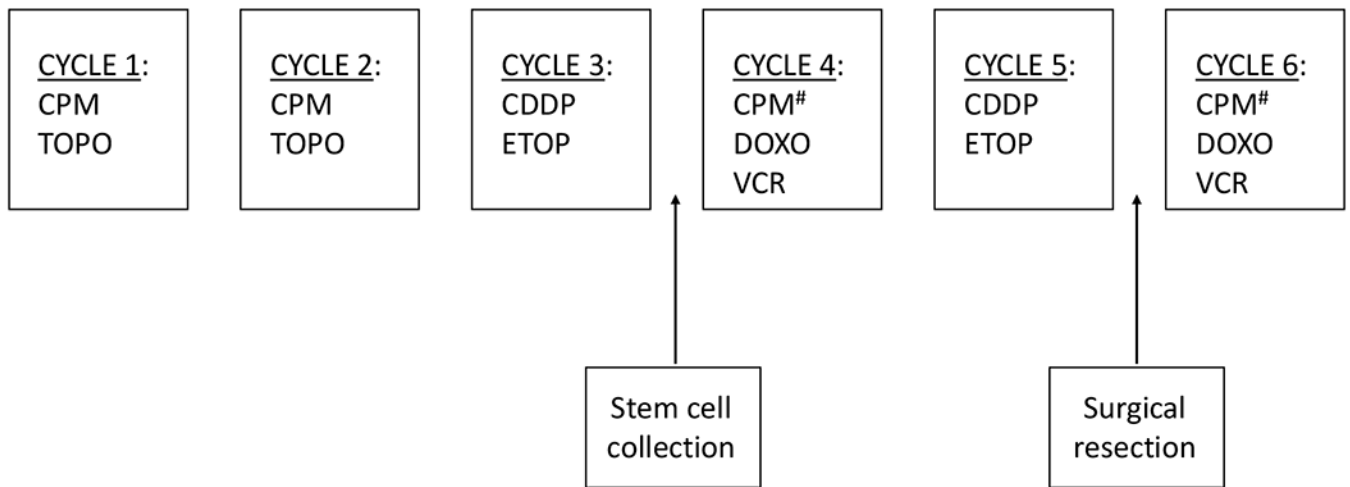 CYCLE 1:
CPM
TOPO
CYCLE 2:
CPM
TOPO
CYCLE 3:
CDDP
ETOP
CYCLE 4:
CPM#
DOXO
VCR
CYCLE 5:
CDDP
ETOP
CYCLE 6:
CPM#
DOXO
VCR
Stem cell
collection
Surgical
resection